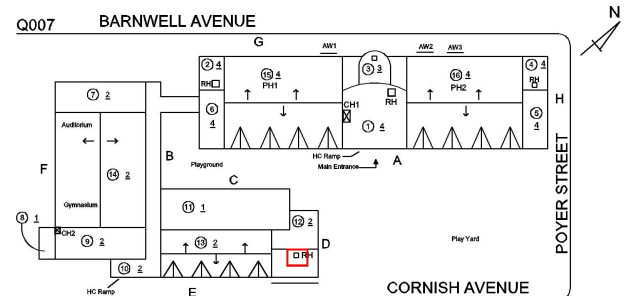 Q007 BARNWELL AVENUE
N
G
AW1 AW2 AW3
2 4 15 4 3 3 16 4 4 4
RH PH1 RH PH2 RH
7 2 6 4 CH1 1 4 5 4 H
Auditorium
F B Playground HC Ramp A
Main Entrance
14 2 C
POYER STREET
Gymnasium 11 1
8 1 12 2
CH2 9 2 13 2 D Play Yard
10 2 RH
HC Ramp E CORNISH AVENUE